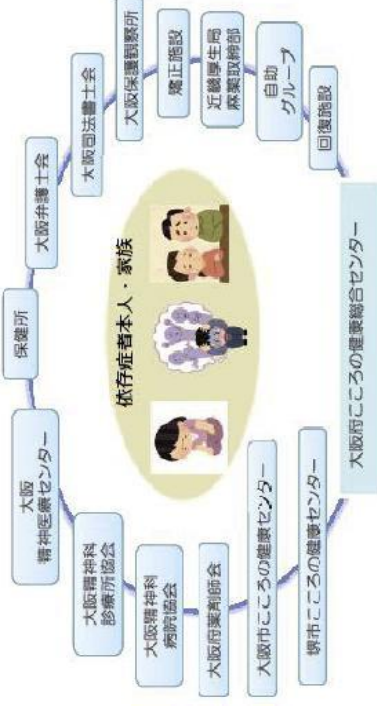 保健所
大阪弁護士会
大阪司法書士会
大阪保護観察所
矯正施設
近畿厚生局
麻薬取締部
自助
グループ
回復施設
大阪府こころの健康総合センター
堺市こころの健康センター
大阪市こころの健康センター
大阪府薬剤師会
大阪精神科
病院協会
大阪精神科
診療所協会
大阪
精神医療センター
依存症者本人・家族